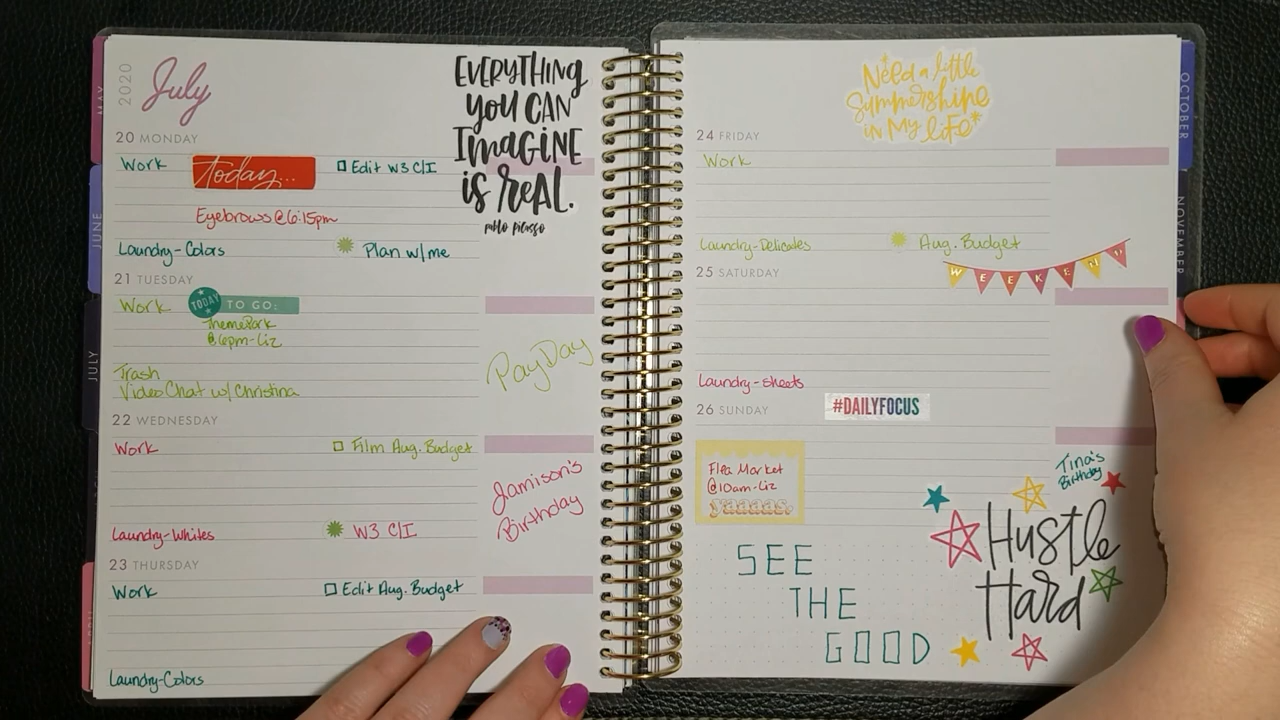 2020
July
EVERYTHING
YOU CAN
IMAGINE
is REAL.
pablo picasso
20 MONDAY
Work
today...
Edit W3 C/I
Eyebrows @ 6:15pm
Laundry-Colors
Plan w/me
21 TUESDAY
Work
TODAY
TO GO:
ThemePark
@6pm-Liz
Trash
Video Chat w/ Christina
PayDay
22 WEDNESDAY
Work
Film Aug. Budget
Jamison's
Birthday
Laundry-Whites
W3 C/I
23 THURSDAY
Work
Edit Aug. Budget
Laundry-Colors
MAY
JUNE
JULY
Need a little
Summershine
in My life*
24 FRIDAY
Work
Laundry-Delicates
Aug. Budget
25 SATURDAY
WEEKEND
Laundry-sheets
26 SUNDAY
#DAILYFOCUS
Flea Market
@10am-Liz
yaaaas.
Tina's
Birthday
SEE
THE
GOOD
Hustle
Hard
OCTOBER
NOVEMBER